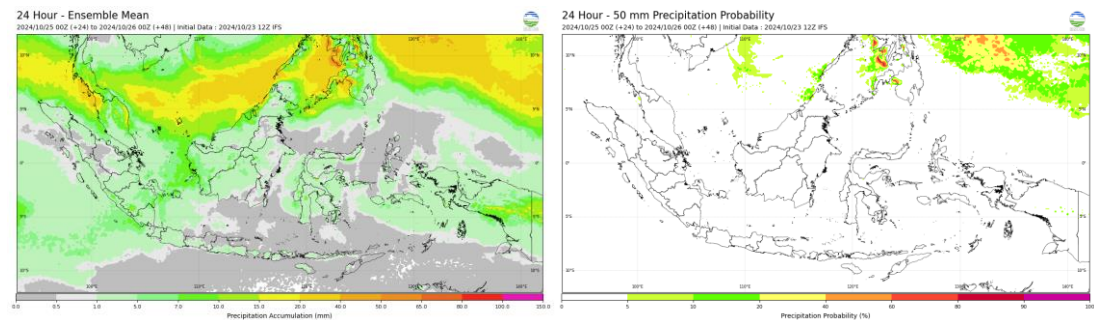 24 Hour - Ensemble Mean
2024/10/25 00Z (+24) to 2024/10/26 00Z (+48) | Initial Data : 2024/10/23 12Z IFS
0.0 0.5 1.0 5.0 7.0 10.0 15.0 20.0 30.0 40.0 50.0 65.0 80.0 100.0 150.0
Precipitation Accumulation (mm)
24 Hour - 50 mm Precipitation Probability
2024/10/25 00Z (+24) to 2024/10/26 00Z (+48) | Initial Data : 2024/10/23 12Z IFS
0 5 10 20 30 40 60 80 90 100
Precipitation Probability (%)